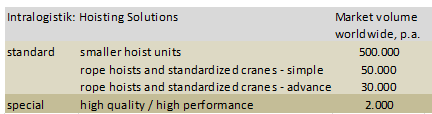 Intralogistik: Hoisting Solutions Market volume
worldwide, p.a.
standard smaller hoist units 500.000
rope hoists and standardized cranes - simple 50.000
rope hoists and standardized cranes - advance 30.000
special high quality / high performance 2.000